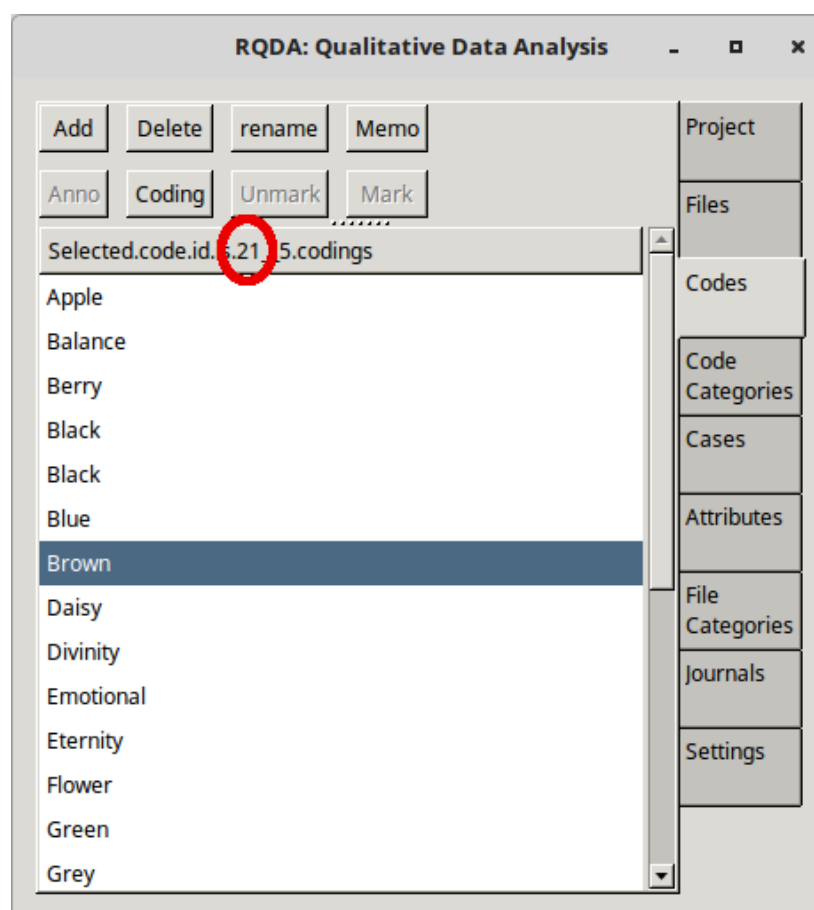 RQDA: Qualitative Data Analysis
Add Delete rename Memo
Anno Coding Unmark Mark
Selected.code.id. s.21_ 5.codings
Apple
Balance
Berry
Black
Black
Blue
Brown
Daisy
Divinity
Emotional
Eternity
Flower
Green
Grey
Project
Files
Codes
Code
Categories
Cases
Attributes
File
Categories
Journals
Settings